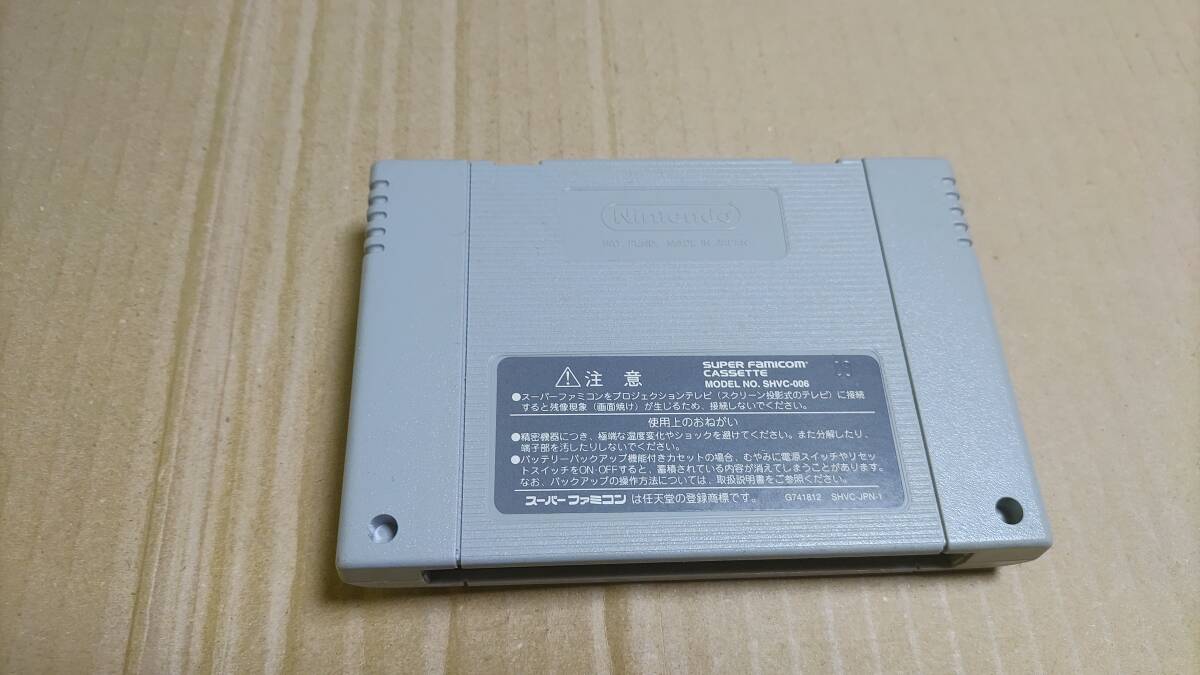 Nintendo
PAT. PEND. MADE IN JAPAN
⚠注意
SUPER FAMICOM
CASSETTE
MODEL NO. SHVC-006
●スーパーファミコンをプロジェクションテレビ(スクリーン投影式のテレビ)に接続
すると残像現象(画面焼け)が生じるため、接続しないでください。
使用上のおねがい
●精密機器につき、極端な温度変化やショックを避けてください。また分解したり、
端子部を汚したりしないでください。
●バッテリーバックアップ機能付きカセットの場合、むやみに電源スイッチやリセッ
トスイッチをON・OFFすると、蓄積されている内容が消えてしまうことがあります。
なお、バックアップの操作方法については、取扱説明書をご参照ください。
スーパーファミコンは任天堂の登録商標です。 G741812 SHVC-JPN-1